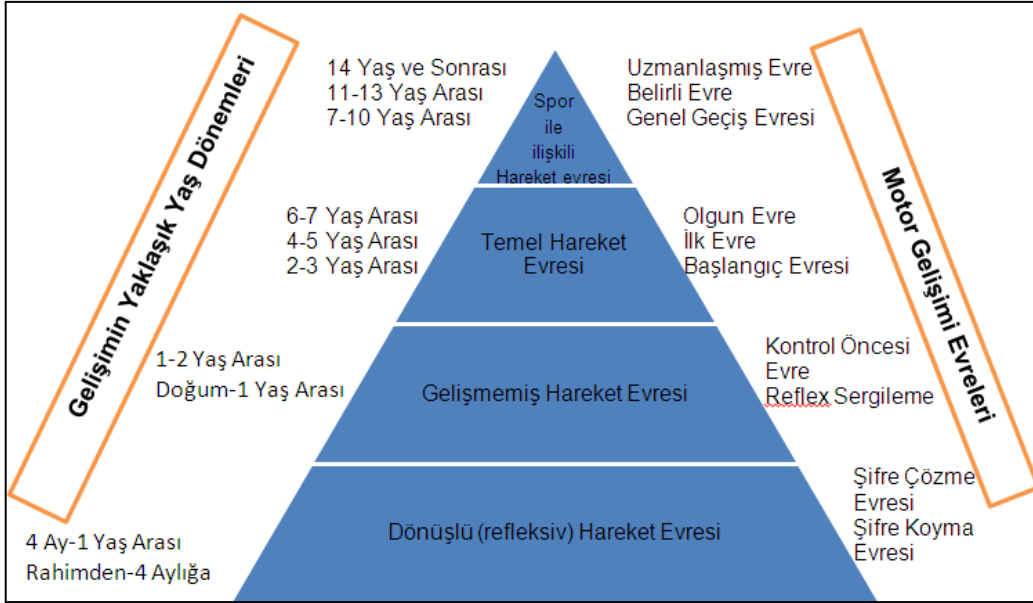 Gelişimin Yaklaşık Yaş Dönemleri
14 Yaş ve Sonrası
11-13 Yaş Arası
7-10 Yaş Arası
Spor
ile
ilişkili
Hareket evresi
Uzmanlaşmış Evre
Belirli Evre
Genel Geçiş Evresi
Motor Gelişimi Evreleri
6-7 Yaş Arası
4-5 Yaş Arası
2-3 Yaş Arası
Temel Hareket
Evresi
Olgun Evre
İlk Evre
Başlangıç Evresi
1-2 Yaş Arası
Doğum-1 Yaş Arası
Gelişmemiş Hareket Evresi
Kontrol Öncesi
Evre
Reflex Sergileme
4 Ay-1 Yaş Arası
Rahimden-4 Aylığa
Dönüşlü (refleksiv) Hareket Evresi
Şifre Çözme
Evresi
Şifre Koyma
Evresi